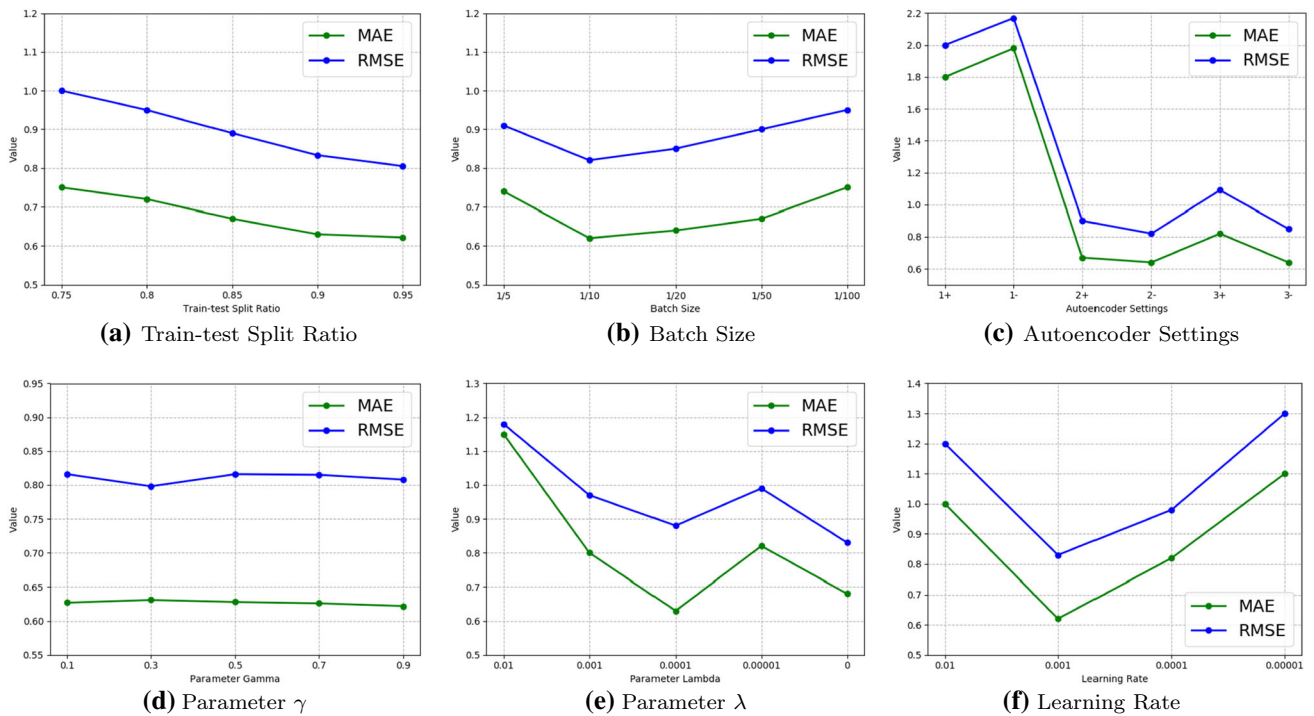 1.2
1.1
1.0
0.9
0.8
0.7
0.6
0.5
Value
MAE
RMSE
0.75 0.8 0.85 0.9 0.95
Train-test Split Ratio
(a) Train-test Split Ratio
1.2
1.1
1.0
0.9
0.8
0.7
0.6
0.5
Value
MAE
RMSE
1/5 1/10 1/20 1/50 1/100
Batch Size
(b) Batch Size
2.2
2.0
1.8
1.6
1.4
1.2
1.0
0.8
0.6
Value
MAE
RMSE
1+ 1- 2+ 2- 3+ 3-
Autoencoder Settings
(c) Autoencoder Settings
0.95
0.90
0.85
0.80
0.75
0.70
0.65
0.60
0.55
Value
MAE
RMSE
0.1 0.3 0.5 0.7 0.9
Parameter Gamma
(d) Parameter γ
1.3
1.2
1.1
1.0
0.9
0.8
0.7
0.6
0.5
Value
MAE
RMSE
0.01 0.001 0.0001 0.00001 0
Parameter Lambda
(e) Parameter λ
1.4
1.3
1.2
1.1
1.0
0.9
0.8
0.7
0.6
0.5
Value
MAE
RMSE
0.01 0.001 0.0001 0.00001
Learning Rate
(f) Learning Rate